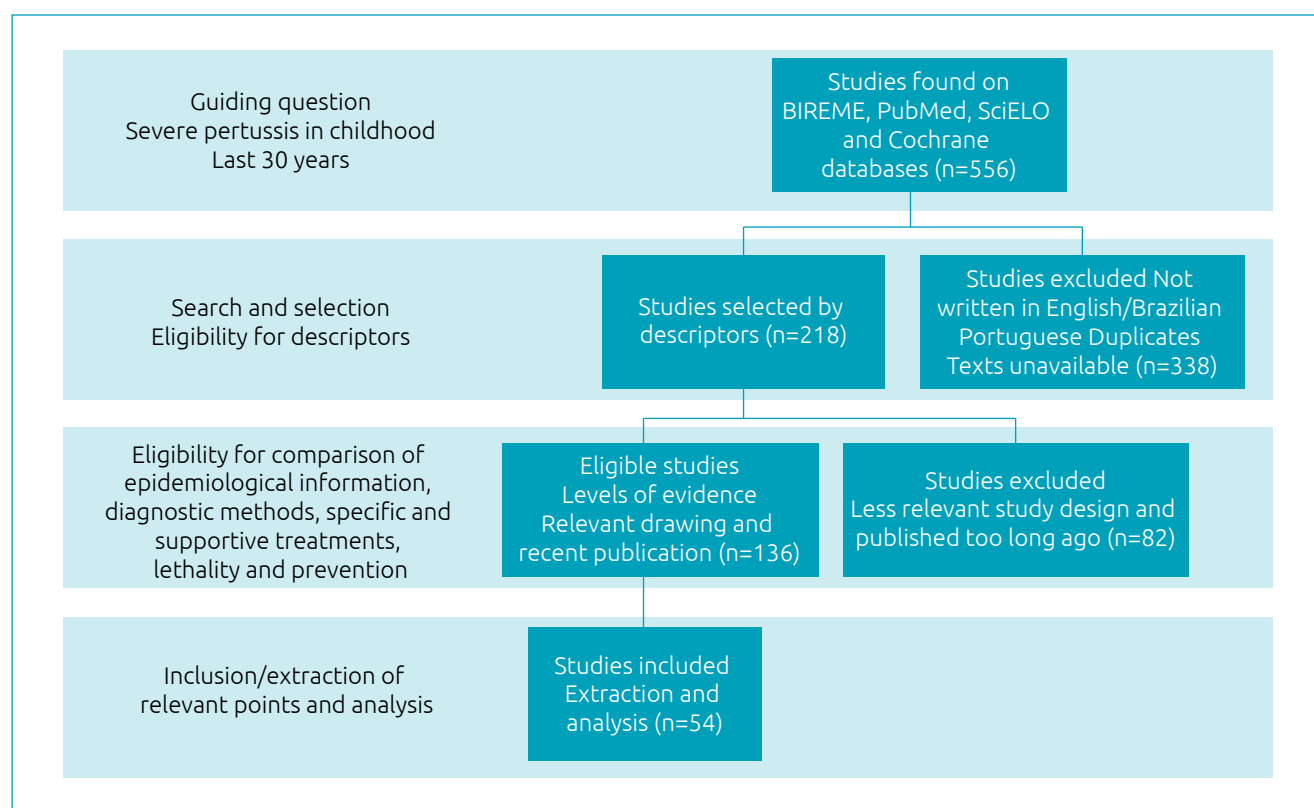 Guiding question
Severe pertussis in childhood
Last 30 years
Studies found on
BIREME, PubMed, SciELO
and Cochrane
databases (n=556)
Search and selection
Eligibility for descriptors
Studies selected by
descriptors (n=218)
Studies excluded Not
written in English/Brazilian
Portuguese Duplicates
Texts unavailable (n=338)
Eligibility for comparison of
epidemiological information,
diagnostic methods, specific and
supportive treatments,
lethality and prevention
Eligible studies
Levels of evidence
Relevant drawing and
recent publication (n=136)
Studies excluded
Less relevant study design and
published too long ago (n=82)
Inclusion/extraction of
relevant points and analysis
Studies included
Extraction and
analysis (n=54)